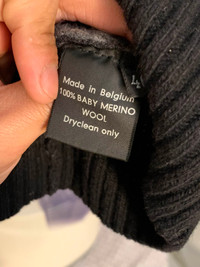 Made in Belgium
100% BABY MERINO
WOOL
Dryclean only